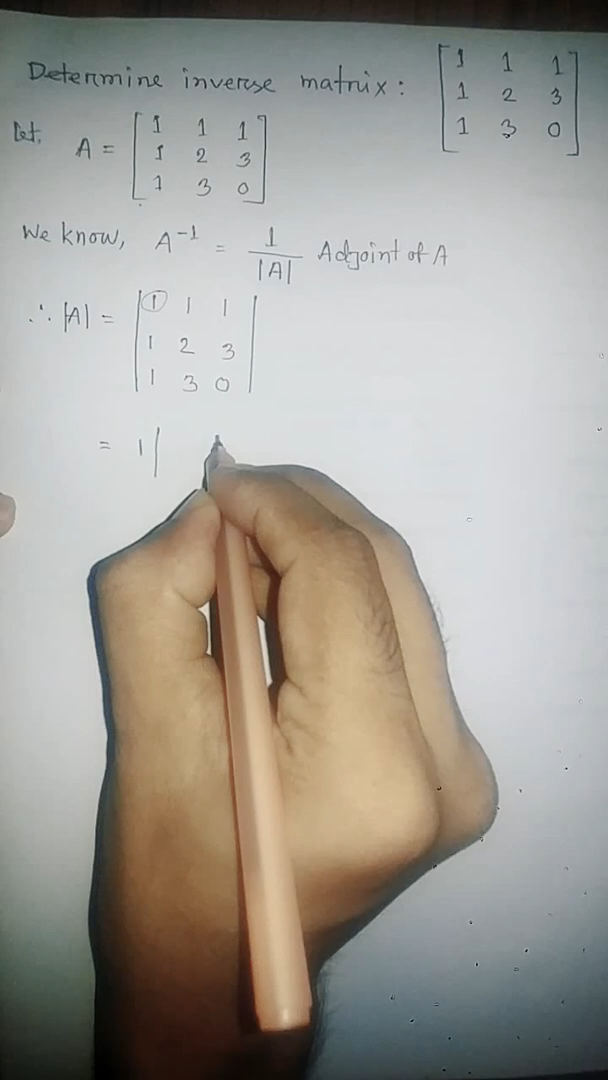 Determine inverse matrix: [1 1 1
1 2 3
1 3 0]
Let, A = [1 1 1
1 2 3
1 3 0]
We know, A⁻¹ = 1/|A| Adjoint of A
∴ |A| = |1 1 1
1 2 3
1 3 0|
= 1|